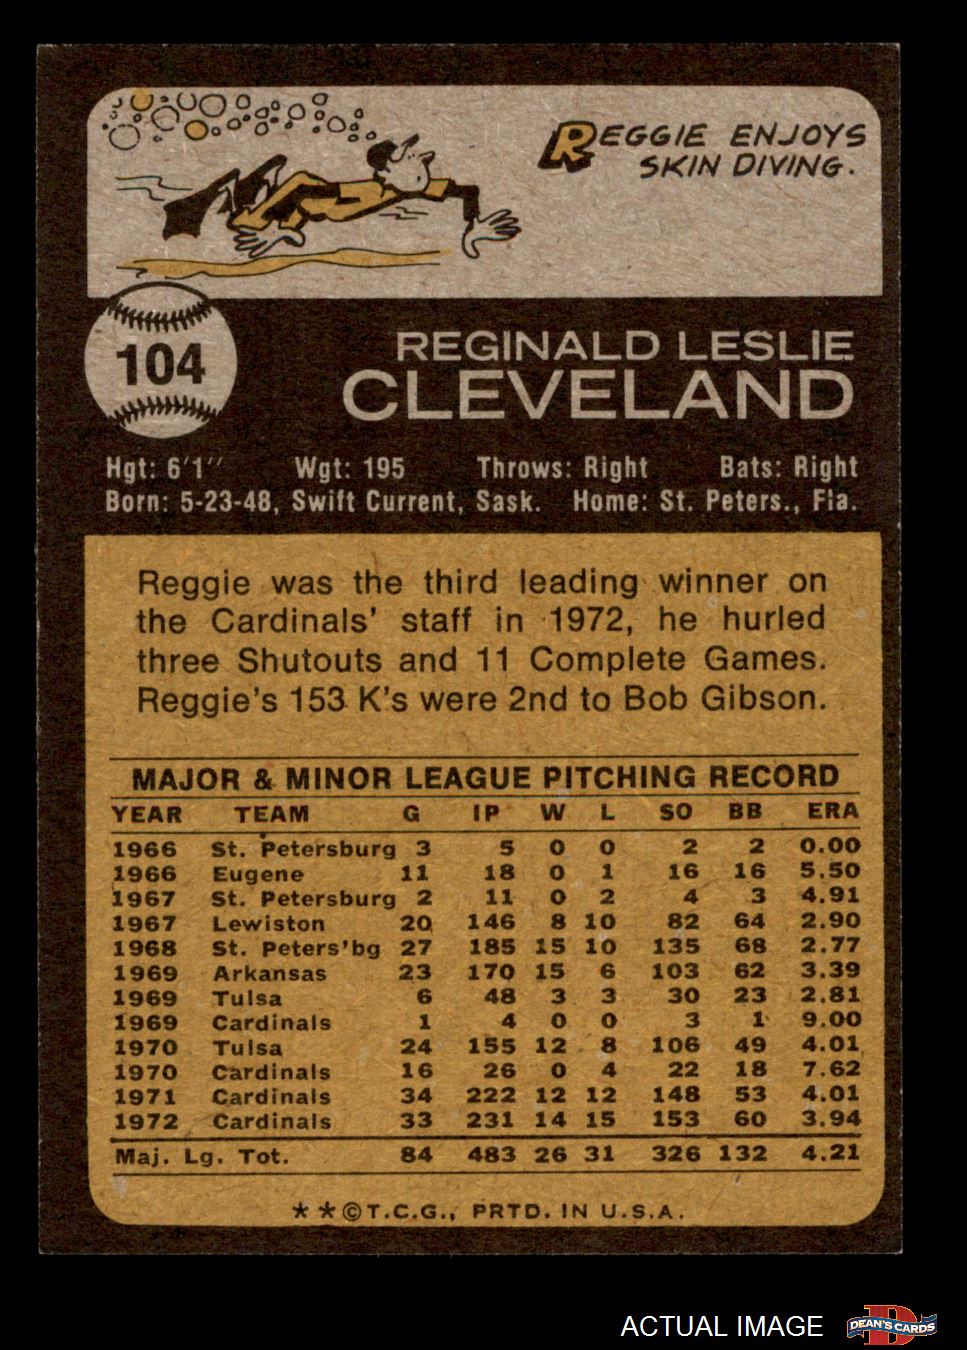 REGGIE ENJOYS
SKIN DIVING.
104
REGINALD LESLIE
CLEVELAND
Hgt: 6'1" Wgt: 195 Throws: Right Bats: Right
Born: 5-23-48, Swift Current, Sask. Home: St. Peters., Fla.
Reggie was the third leading winner on
the Cardinals' staff in 1972, he hurled
three Shutouts and 11 Complete Games.
Reggie's 153 K's were 2nd to Bob Gibson.
MAJOR & MINOR LEAGUE PITCHING RECORD
YEAR TEAM G IP W L SO BB ERA
1966 St. Petersburg 3 5 0 0 2 2 0.00
1966 Eugene 11 18 0 1 16 16 5.50
1967 St. Petersburg 2 11 0 2 4 3 4.91
1967 Lewiston 20 146 8 10 82 64 2.90
1968 St. Peters'bg 27 185 15 10 135 68 2.77
1969 Arkansas 23 170 15 6 103 62 3.39
1969 Tulsa 6 48 3 3 30 23 2.81
1969 Cardinals 1 4 0 0 3 1 9.00
1970 Tulsa 24 155 12 8 106 49 4.01
1970 Cardinals 16 26 0 4 22 18 7.62
1971 Cardinals 34 222 12 12 148 53 4.01
1972 Cardinals 33 231 14 15 153 60 3.94
Maj. Lg. Tot. 84 483 26 31 326 132 4.21
**©T.C.G., PRTD. IN U.S.A.
ACTUAL IMAGE
D
DEAN'S CARDS